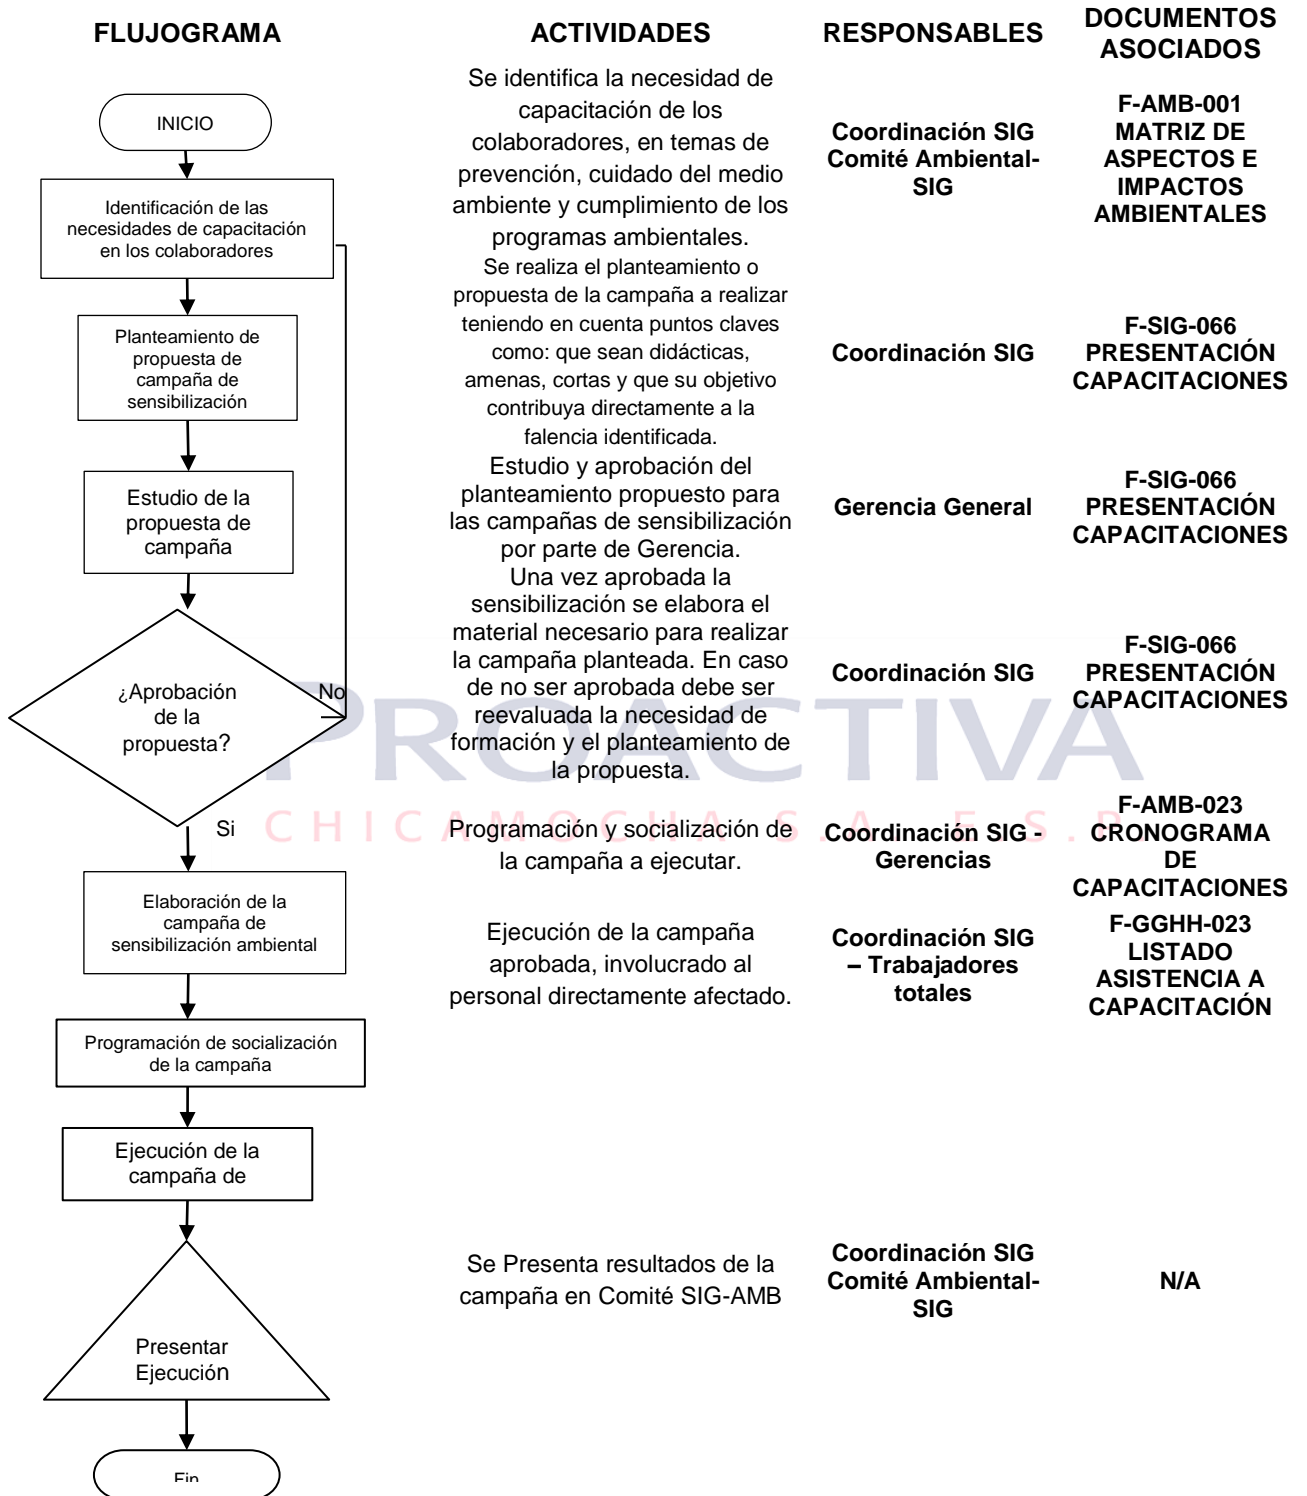 FLUJOGRAMA
ACTIVIDADES
RESPONSABLES
DOCUMENTOS
ASOCIADOS
INICIO
Identificación de las
necesidades de capacitación
en los colaboradores
Se identifica la necesidad de
capacitación de los
colaboradores, en temas de
prevención, cuidado del medio
ambiente y cumplimiento de los
programas ambientales.
Coordinación SIG
Comité Ambiental-
SIG
F-AMB-001
MATRIZ DE
ASPECTOS E
IMPACTOS
AMBIENTALES
Planteamiento de
propuesta de
campaña de
sensibilización
Se realiza el planteamiento o
propuesta de la campaña a realizar
teniendo en cuenta puntos claves
como: que sean didácticas,
amenas, cortas y que su objetivo
contribuya directamente a la
falencia identificada.
Coordinación SIG
F-SIG-066
PRESENTACIÓN
CAPACITACIONES
Estudio de la
propuesta de
campaña
Estudio y aprobación del
planteamiento propuesto para
las campañas de sensibilización
por parte de Gerencia.
Gerencia General
F-SIG-066
PRESENTACIÓN
CAPACITACIONES
¿Aprobación
de la
propuesta?
No
Si
Una vez aprobada la
sensibilización se elabora el
material necesario para realizar
la campaña planteada. En caso
de no ser aprobada debe ser
reevaluada la necesidad de
formación y el planteamiento de
la propuesta.
Coordinación SIG
F-SIG-066
PRESENTACIÓN
CAPACITACIONES
PROACTIVA
CHICAMOCHA S.A. E.S.P
Elaboración de la
campaña de
sensibilización ambiental
Programación y socialización de
la campaña a ejecutar.
Coordinación SIG -
Gerencias
F-AMB-023
CRONOGRAMA
DE
CAPACITACIONES
Programación de socialización
de la campaña
Ejecución de la campaña
aprobada, involucrado al
personal directamente afectado.
Coordinación SIG
– Trabajadores
totales
F-GGHH-023
LISTADO
ASISTENCIA A
CAPACITACIÓN
Ejecución de la
campaña de
Presentar
Ejecución
Se Presenta resultados de la
campaña en Comité SIG-AMB
Coordinación SIG
Comité Ambiental-
SIG
N/A
Fin